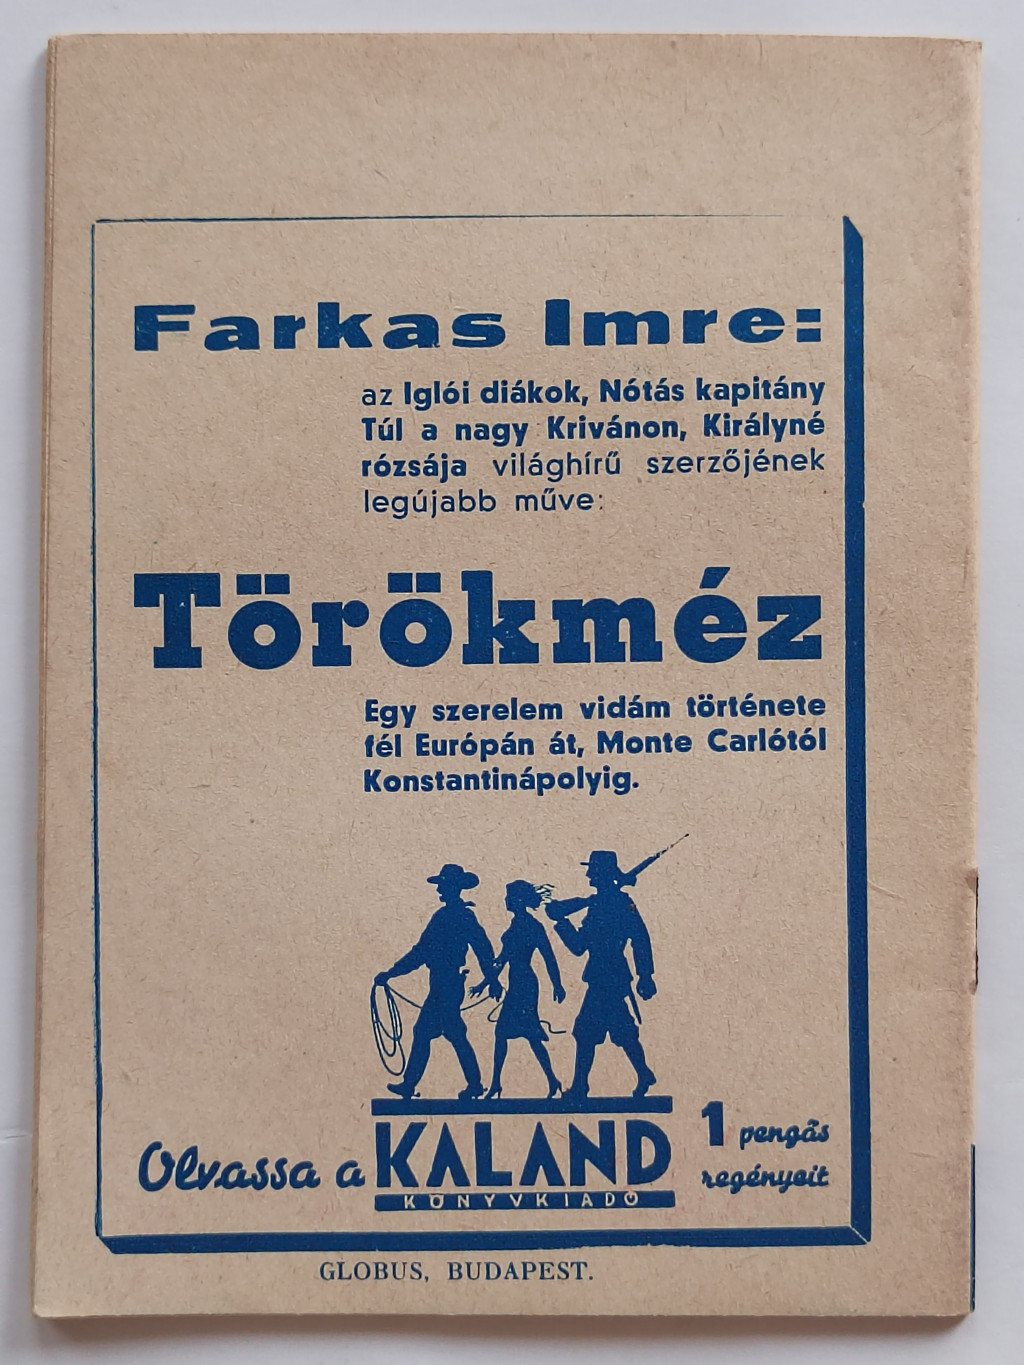 Farkas Imre:
az Iglói diákok, Nótás kapitány
Túl a nagy Krivánon, Királyné
rózsája világhírű szerzőjének
legújabb műve:
Törökméz
Egy szerelem vidám története
fél Európán át, Monte Carlótól
Konstantinápolyig.
Olvassa a KALAND 1 pengős
KÖNYVKIADÓ regényeit
GLOBUS, BUDAPEST.